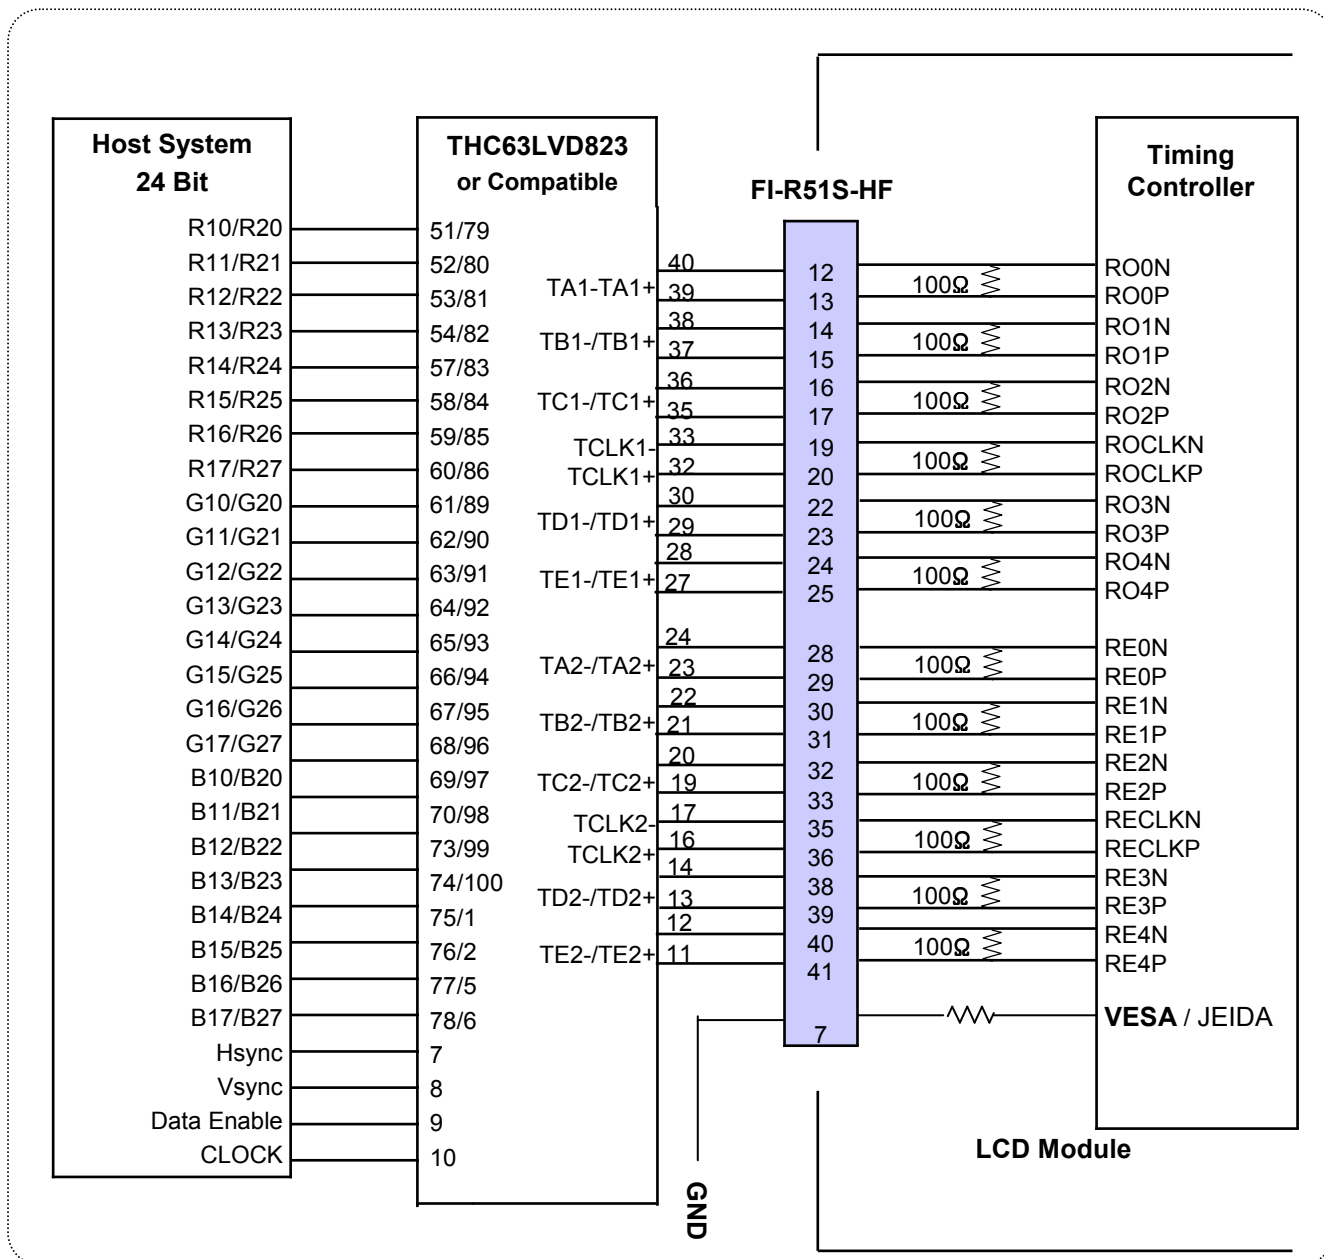 Host System
24 Bit
R10/R20
R11/R21
R12/R22
R13/R23
R14/R24
R15/R25
R16/R26
R17/R27
G10/G20
G11/G21
G12/G22
G13/G23
G14/G24
G15/G25
G16/G26
G17/G27
B10/B20
B11/B21
B12/B22
B13/B23
B14/B24
B15/B25
B16/B26
B17/B27
Hsync
Vsync
Data Enable
CLOCK
THC63LVD823
or Compatible
51/79
52/80
53/81
54/82
57/83
58/84
59/85
60/86
61/89
62/90
63/91
64/92
65/93
66/94
67/95
68/96
69/97
70/98
73/99
74/100
75/1
76/2
77/5
78/6
7
8
9
10
TA1-TA1+
TB1-/TB1+
TC1-/TC1+
TCLK1-
TCLK1+
TD1-/TD1+
TE1-/TE1+
TA2-/TA2+
TB2-/TB2+
TC2-/TC2+
TCLK2-
TCLK2+
TD2-/TD2+
TE2-/TE2+
40
39
38
37
36
35
33
32
30
29
28
27
24
23
22
21
20
19
17
16
14
13
12
11
GND
FI-R51S-HF
12
13
14
15
16
17
19
20
22
23
24
25
28
29
30
31
32
33
35
36
38
39
40
41
7
100Ω
100Ω
100Ω
100Ω
100Ω
100Ω
100Ω
100Ω
100Ω
100Ω
100Ω
100Ω
Timing
Controller
RO0N
RO0P
RO1N
RO1P
RO2N
RO2P
ROCLKN
ROCLKP
RO3N
RO3P
RO4N
RO4P
RE0N
RE0P
RE1N
RE1P
RE2N
RE2P
RECLKN
RECLKP
RE3N
RE3P
RE4N
RE4P
VESA / JEIDA
LCD Module